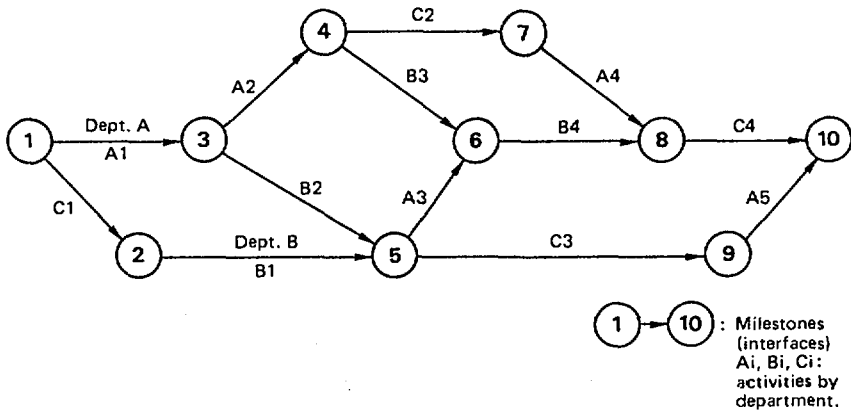 4
C2
7
A2
B3
A4
1
Dept. A
A1
3
6
B4
8
C4
10
C1
B2
A3
A5
2
Dept. B
B1
5
C3
9
1 10 : Milestones
(interfaces)
Ai, Bi, Ci:
activities by
department.